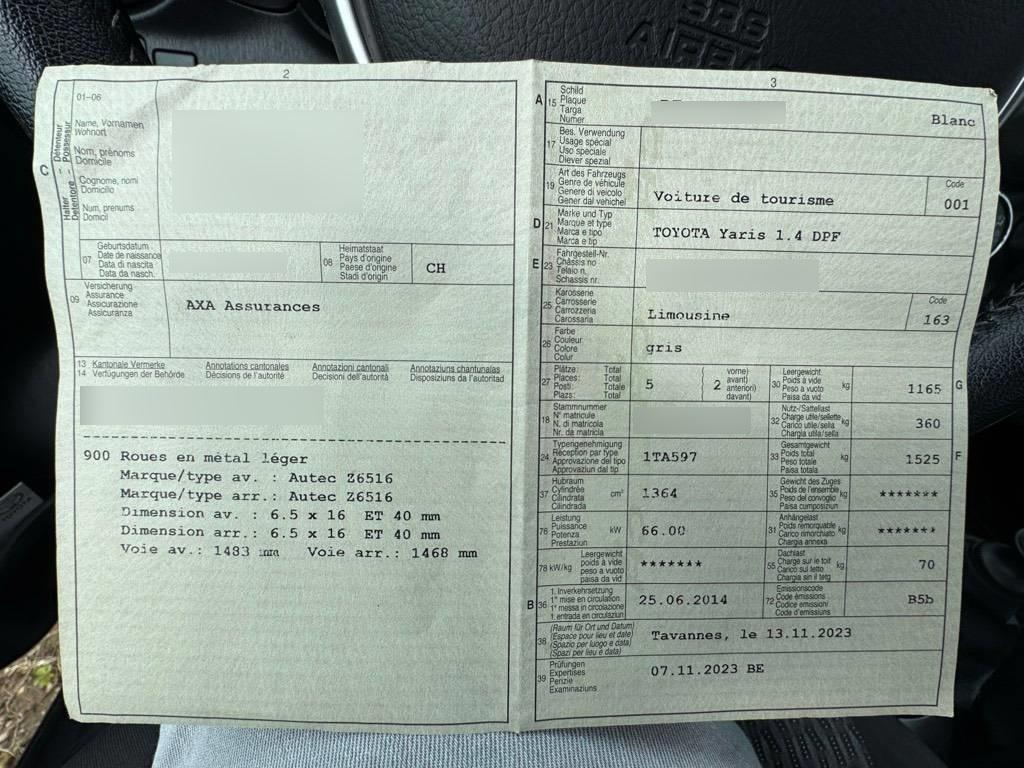 SRS
AIRBAG
2
01–06
Détenteur
Possessur
Halter
Detentore
C
Name, Vornamen
Wohnort
Nom, prénoms
Domicile
Cognome, nomi
Domicilio
Num, prenums
Domicil
07
Geburtsdatum
Date de naissance
Data di nascita
Data da nasch.
08
Heimatstaat
Pays d'origine
Paese d'origine
Stadi d'origin
CH
09
Versicherung
Assurance
Assicurazione
Assicuranza
AXA Assurances
13 Kantonale Vermerke
14 Verfügungen der Behörde
Annotations cantonales
Décisions de l'autorité
Annotazioni cantonali
Decisioni dell'autorità
Annotaziuns chantunalas
Disposiziuns da l'autoritad
900 Roues en métal léger
Marque/type av. : Autec Z6516
Marque/type arr.: Autec Z6516
Dimension av. : 6.5 x 16 ET 40 mm
Dimension arr.: 6.5 x 16 ET 40 mm
Voie av.: 1483 mm Voie arr.: 1468 mm
3
A 15
Schild
Plaque
Targa
Numer
Blanc
17
Bes. Verwendung
Usage spécial
Uso speciale
Diever spezial
19
Art des Fahrzeugs
Genre de véhicule
Genere di veicolo
Gener dal vehichel
Voiture de tourisme
Code
001
D 21
Marke und Typ
Marque et type
Marca e tipo
Marca e tip
TOYOTA Yaris 1.4 DPF
E 23
Fahrgestell-Nr.
Châssis no
Telaio n.
Schassis nr.
25
Karosserie
Carrosserie
Carrozzeria
Carossaria
Limousine
Code
163
26
Farbe
Couleur
Colore
Colur
gris
27
Plätze: Total
Places: Total
Posti: Totale
Plazs: Total
5
2
vorne)
avant)
anteriori)
davant)
30
Leergewicht
Poids à vide
Peso a vuoto
Paisa da vid
kg
1165
G
18
Stammnummer
N° matricule
N. di matricola
Nr. da matricla
32
Nutz-/Sattellast
Charge utile/sellette
Carico utile/sella
Chargia utila/sella
kg
360
24
Typengenehmigung
Réception par type
Approvazione del tipo
Approvaziun dal tip
1TA597
33
Gesamtgewicht
Poids total
Peso totale
Paisa totala
kg
1525
F
37
Hubraum
Cylindrée
Cilindrata
Cilindrada
cm³
1364
35
Gewicht des Zuges
Poids de l'ensemble
Peso del convoglio
Paisa cumposiziun
kg
*******
76
Leistung
Puissance
Potenza
Prestaziun
kW
66.00
31
Anhängelast
Poids remorquable
Carico rimorchiato
Chargia annexa
kg
*******
78 kW/kg
Leergewicht
poids à vide
peso a vuoto
paisa da vid
*******
55
Dachlast
Charge sur le toit
Carico sul tetto
Chargia sin il tetg
kg
70
B 36
1. Inverkehrsetzung
1re mise en circulation
1a messa in circolazione
1. entrada en circulaziun
25.06.2014
72
Emissionscode
Code émissions
Codice emissioni
Code d'emissiuns
B5b
38
(Raum für Ort und Datum)
(Espace pour lieu et date)
(Spazio per luogo e data)
(Spazi per lieu e data)
Tavannes, le 13.11.2023
39
Prüfungen
Expertises
Perizie
Examinaziuns
07.11.2023 BE